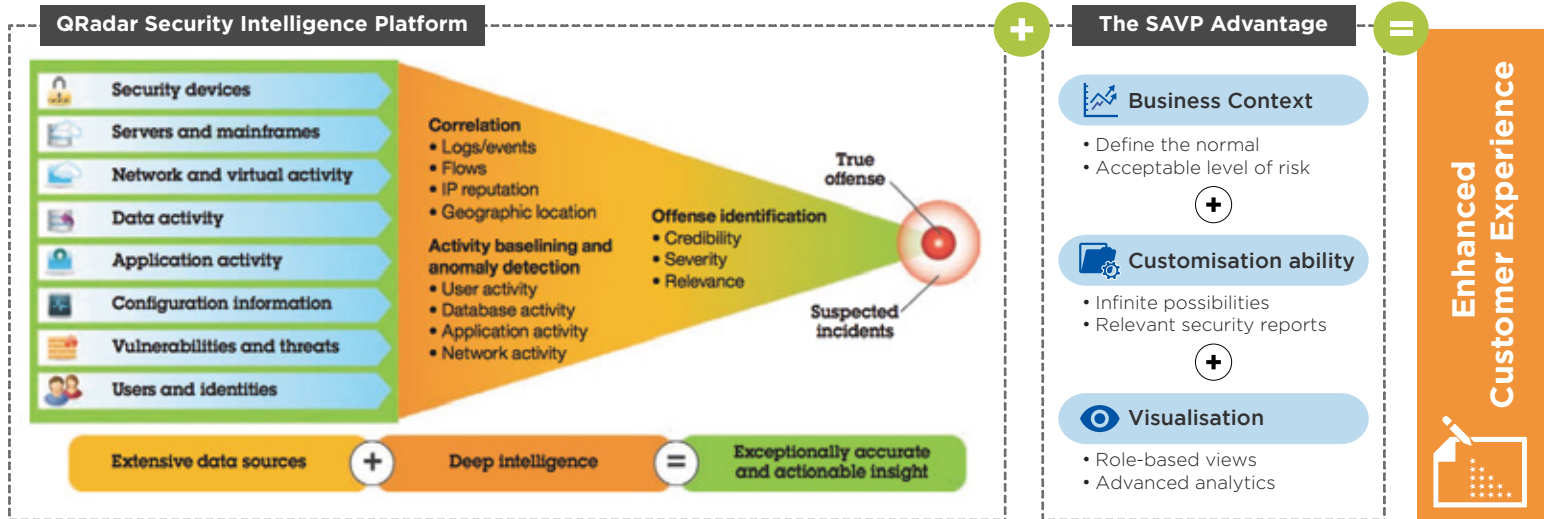 QRadar Security Intelligence Platform
Security devices
Servers and mainframes
Network and virtual activity
Data activity
Application activity
Configuration information
Vulnerabilities and threats
Users and identities
Correlation
• Logs/events
• Flows
• IP reputation
• Geographic location
Activity baselining and
anomaly detection
• User activity
• Database activity
• Application activity
• Network activity
Offense identification
• Credibility
• Severity
• Relevance
True
offense
Suspected
incidents
Extensive data sources
+
Deep intelligence
=
Exceptionally accurate
and actionable insight
+
The SAVP Advantage
Business Context
• Define the normal
• Acceptable level of risk
+
Customisation ability
• Infinite possibilities
• Relevant security reports
+
Visualisation
• Role-based views
• Advanced analytics
=
Enhanced
Customer Experience